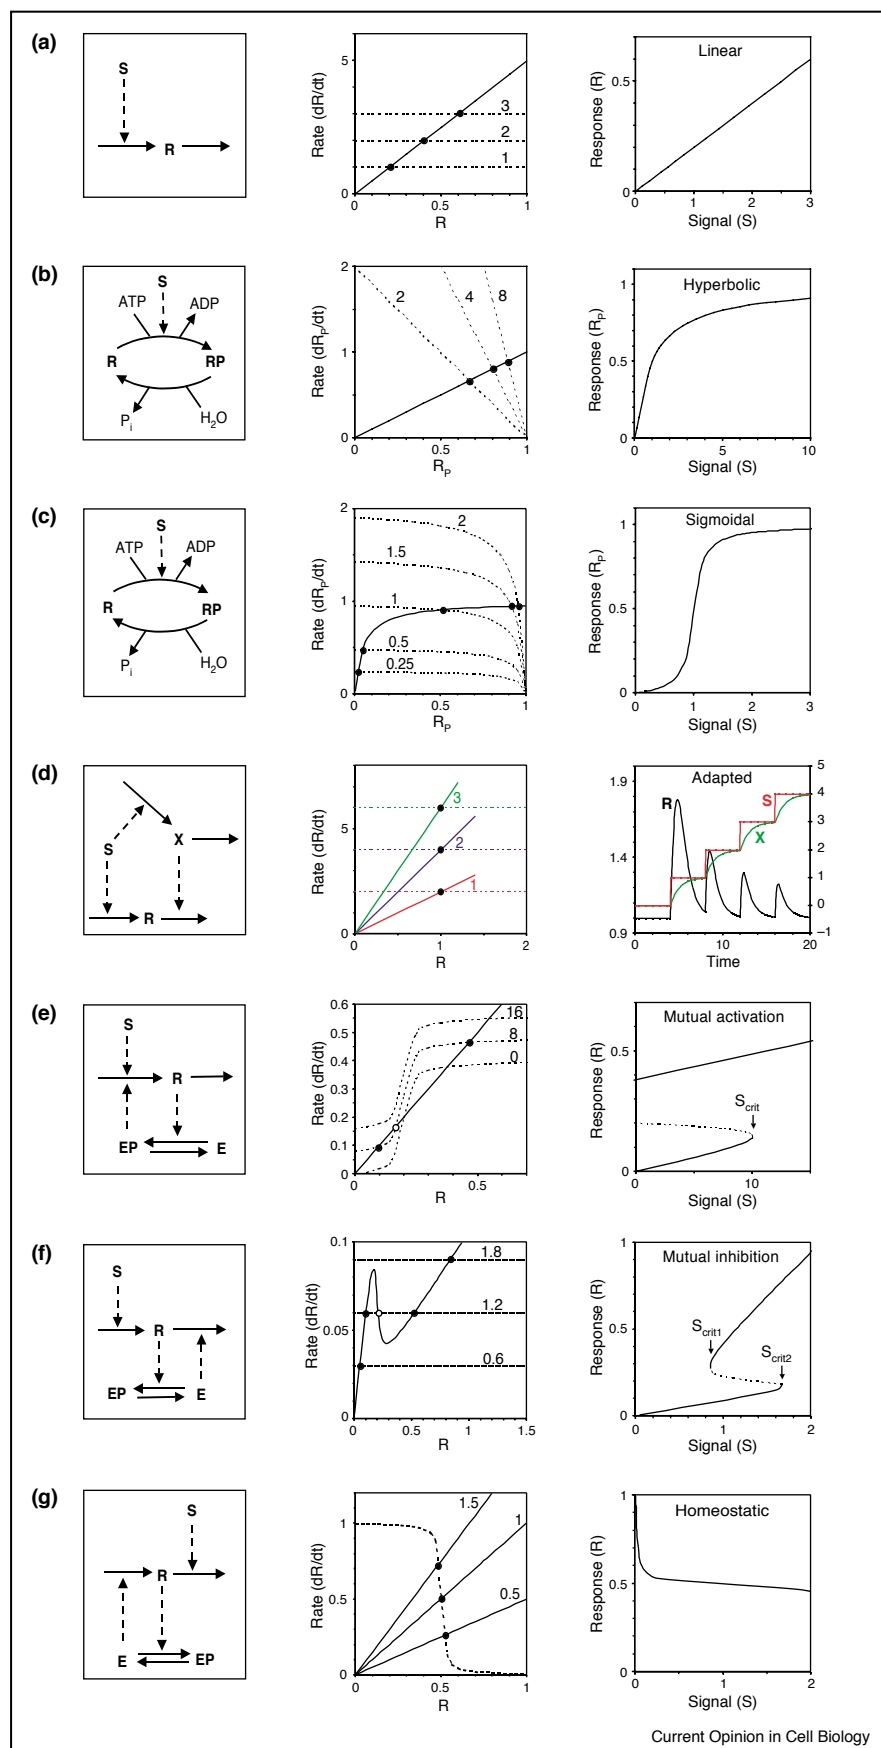 (a)
S
R
Rate (dR/dt)
5
0
3
2
1
0
0.5
1
R
Linear
Response (R)
0.5
0
0
1
2
3
Signal (S)
(b)
S
ATP
ADP
R
RP
Pi
H2O
Rate (dRP/dt)
2
1
0
2
4
8
0
0.5
1
RP
Hyperbolic
Response (RP)
1
0.5
0
0
5
10
Signal (S)
(c)
S
ATP
ADP
R
RP
Pi
H2O
Rate (dRP/dt)
2
1
0
2
1.5
1
0.5
0.25
0
0.5
1
RP
Sigmoidal
Response (RP)
1
0.5
0
0
1
2
3
Signal (S)
(d)
S
X
R
Rate (dR/dt)
5
0
3
2
1
0
1
2
R
Adapted
R
S
X
1.9
1.4
0.9
5
4
3
2
1
0
–1
0
10
20
Time
(e)
S
R
EP
E
Rate (dR/dt)
0.6
0.5
0.4
0.3
0.2
0.1
0
16
8
0
0
0.5
R
Mutual activation
Response (R)
0.5
0
Scrit
10
Signal (S)
(f)
S
R
EP
E
Rate (dR/dt)
0.1
0.05
0
1.8
1.2
0.6
0
0.5
1
1.5
R
Mutual inhibition
Response (R)
1
0.5
0
Scrit1
Scrit2
0
1
2
Signal (S)
(g)
S
R
E
EP
Rate (dR/dt)
1
0.5
0
1.5
1
0.5
0
0.5
1
R
Homeostatic
Response (R)
1
0.5
0
0
1
2
Signal (S)
Current Opinion in Cell Biology